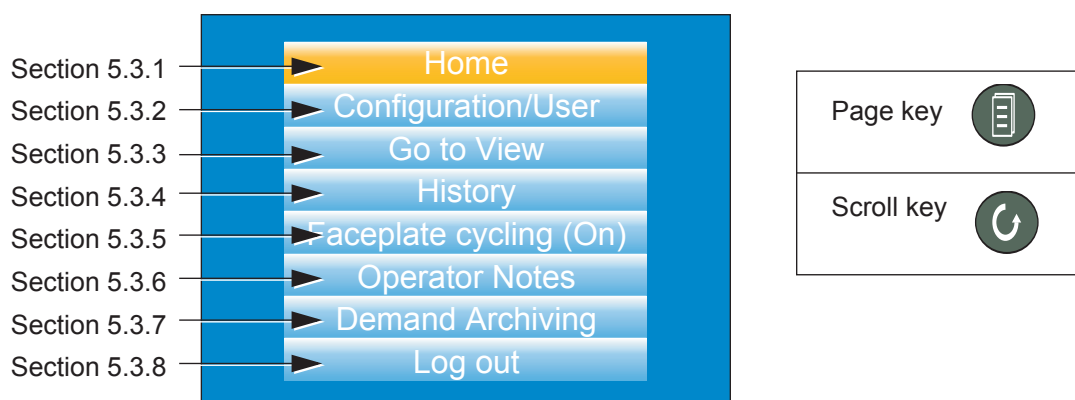 Section 5.3.1
Home
Section 5.3.2
Configuration/User
Section 5.3.3
Go to View
Section 5.3.4
History
Section 5.3.5
Faceplate cycling (On)
Section 5.3.6
Operator Notes
Section 5.3.7
Demand Archiving
Section 5.3.8
Log out
Page key
Scroll key